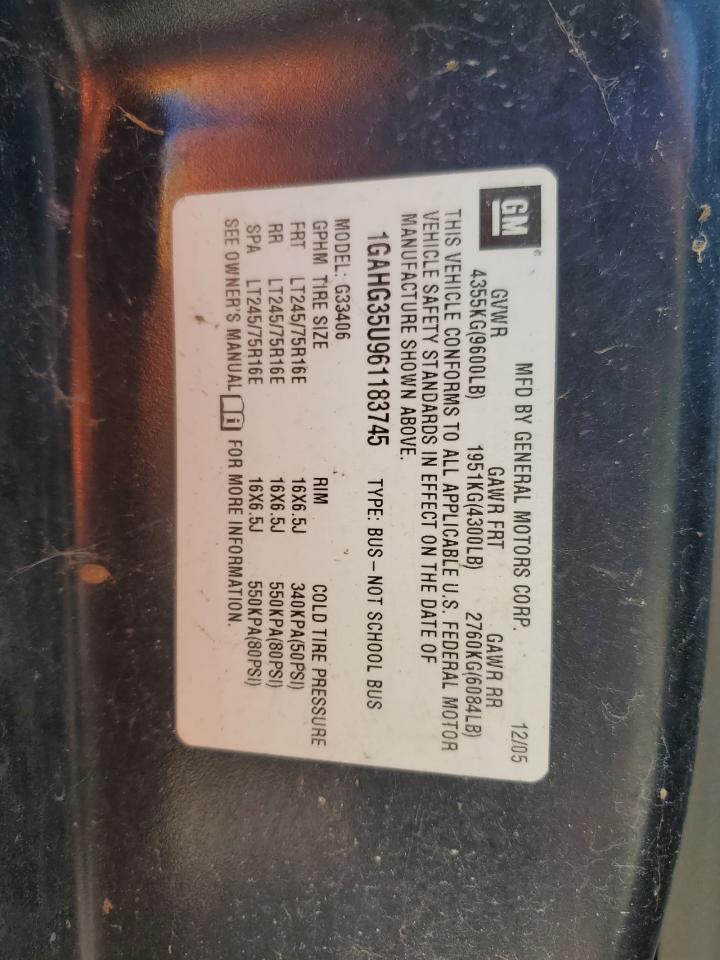 GM®
MFD BY GENERAL MOTORS CORP. 12/05
GVWR GAWR FRT GAWR RR
4355KG(9600LB) 1951KG(4300LB) 2760KG(6084LB)
THIS VEHICLE CONFORMS TO ALL APPLICABLE U.S. FEDERAL MOTOR
VEHICLE SAFETY STANDARDS IN EFFECT ON THE DATE OF
MANUFACTURE SHOWN ABOVE.
1GAHG35U961183745 TYPE: BUS – NOT SCHOOL BUS
MODEL: G33406
GPHM TIRE SIZE RIM COLD TIRE PRESSURE
FRT LT245/75R16E 16X6.5J 340KPA(50PSI)
RR LT245/75R16E 16X6.5J 550KPA(80PSI)
SPA LT245/75R16E 16X6.5J 550KPA(80PSI)
SEE OWNER'S MANUAL i FOR MORE INFORMATION.